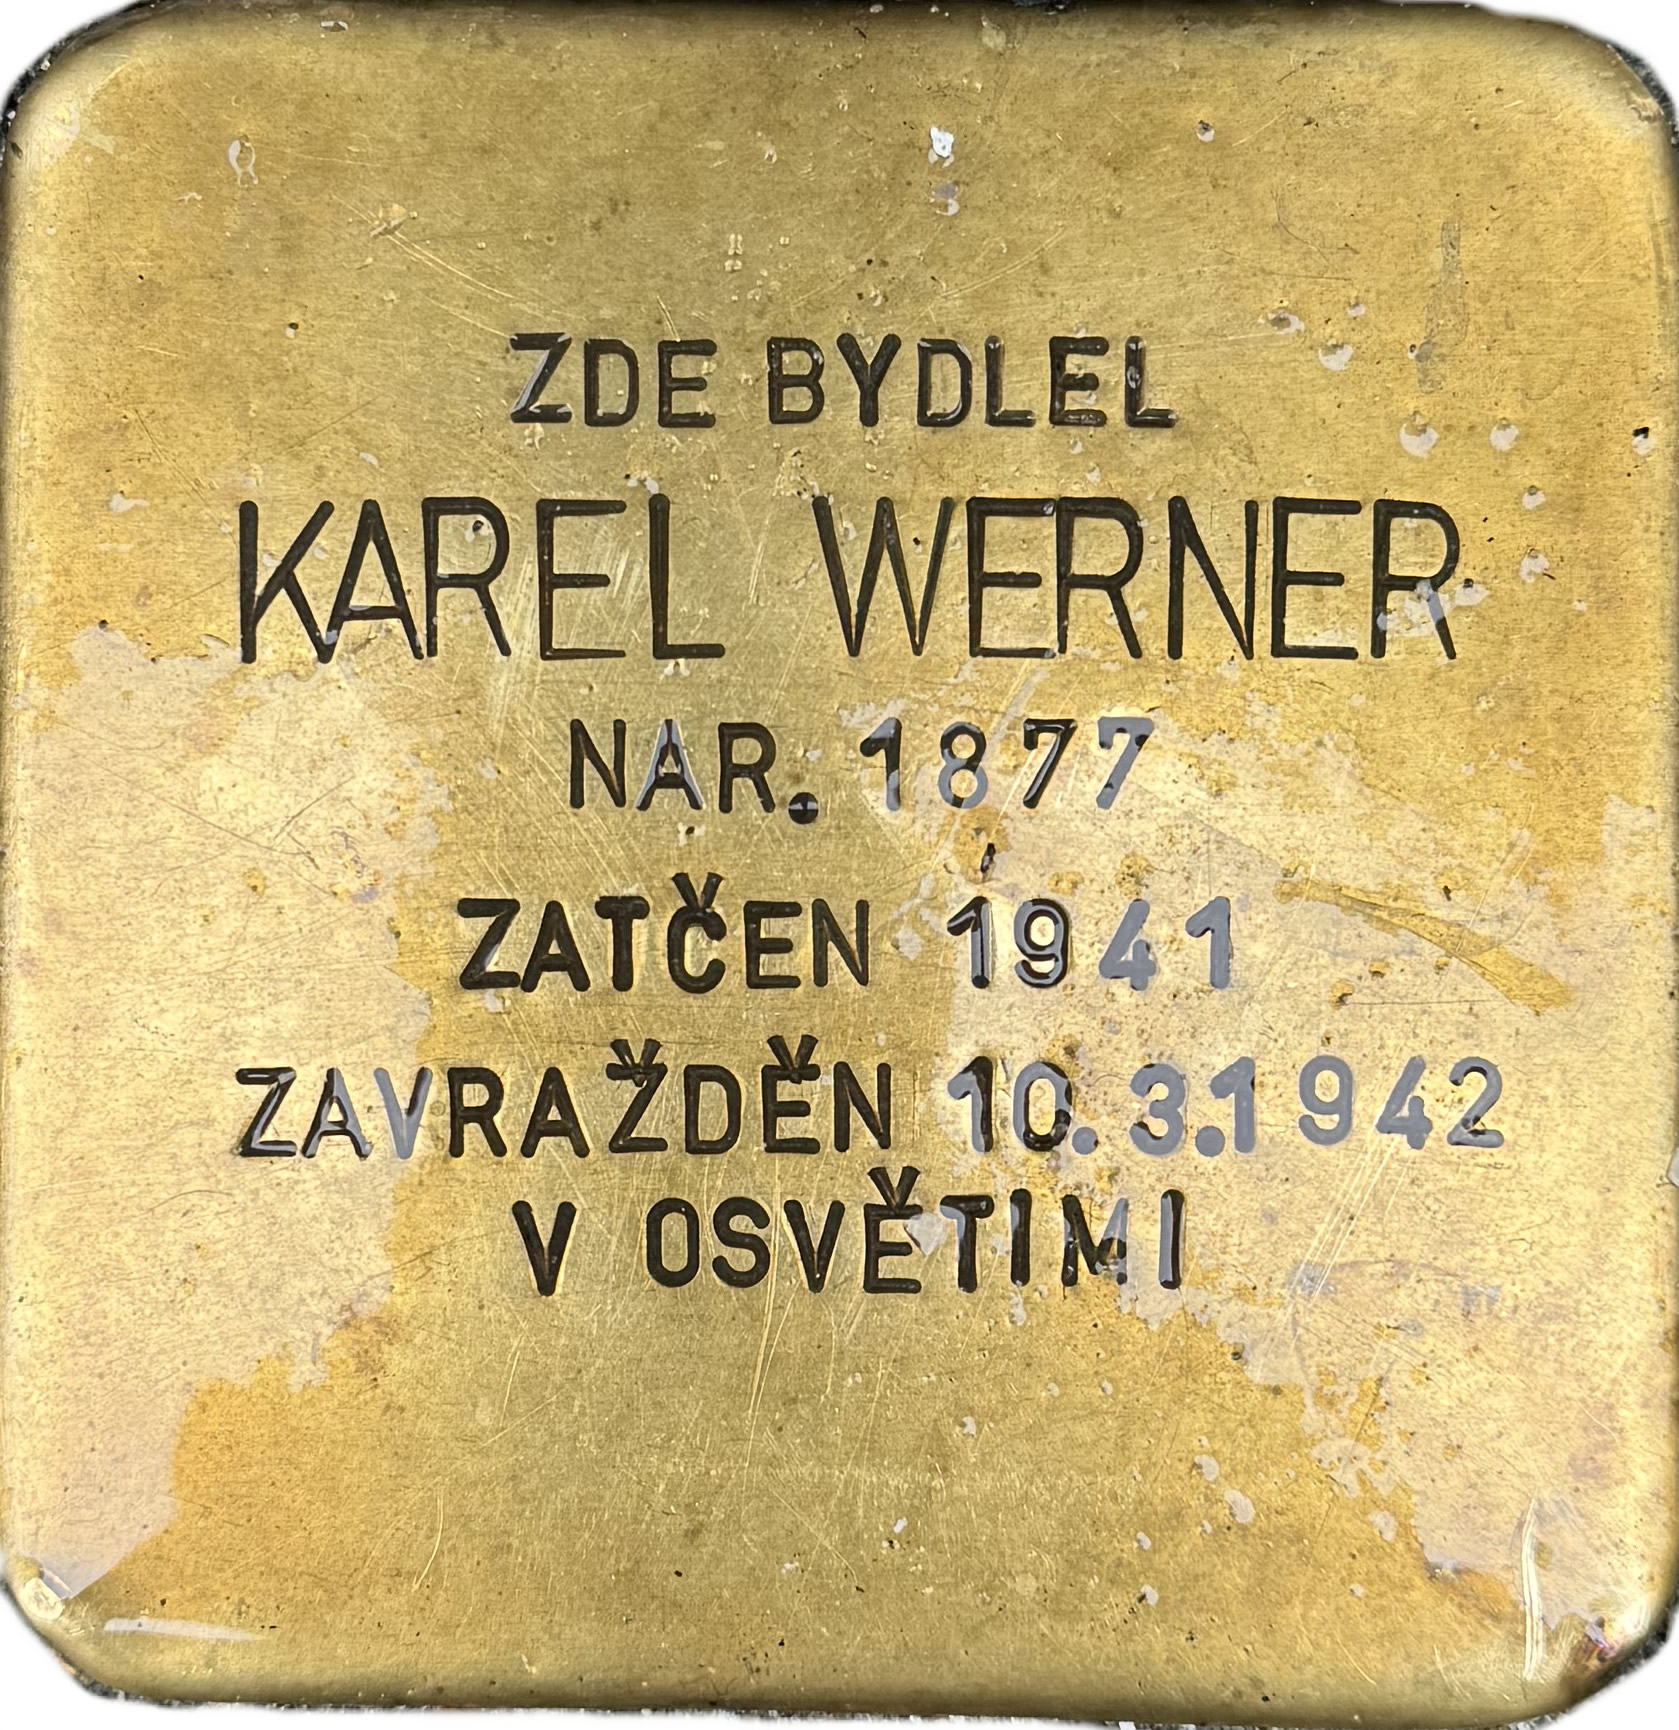 ZDE BYDLEL
KAREL WERNER
NAR. 1877
ZATČEN 1941
ZAVRAŽDĚN 10.3.1942
V OSVĚTIMI